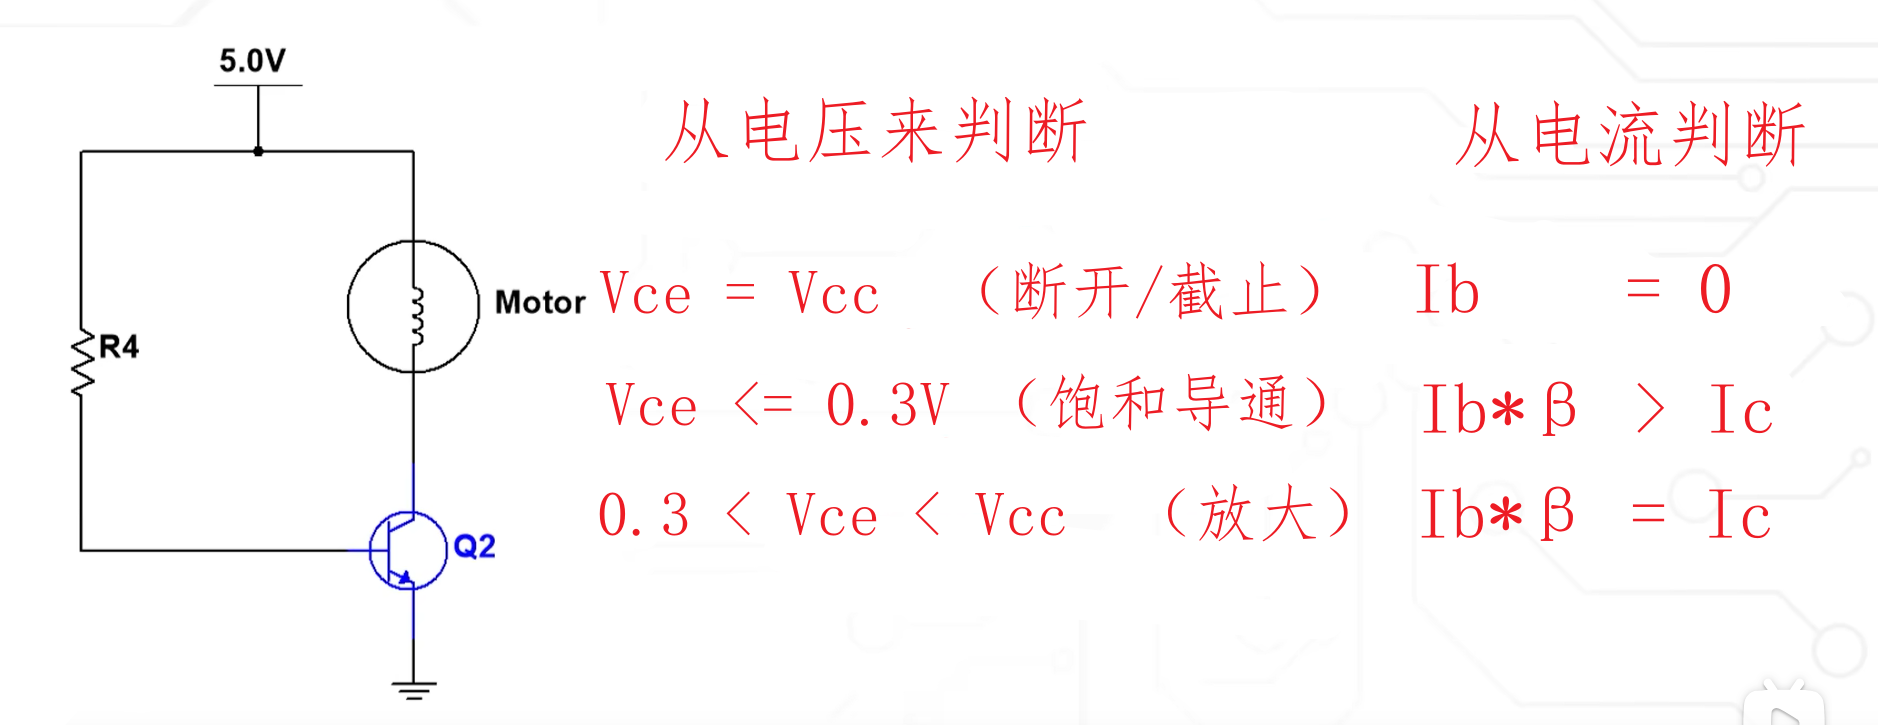 5.0V
从电压来判断
从电流判断
Motor
Vce = Vcc （断开/截止） Ib = 0
R4
Vce <= 0.3V （饱和导通） Ib*β > Ic
0.3 < Vce < Vcc （放大） Ib*β = Ic
Q2